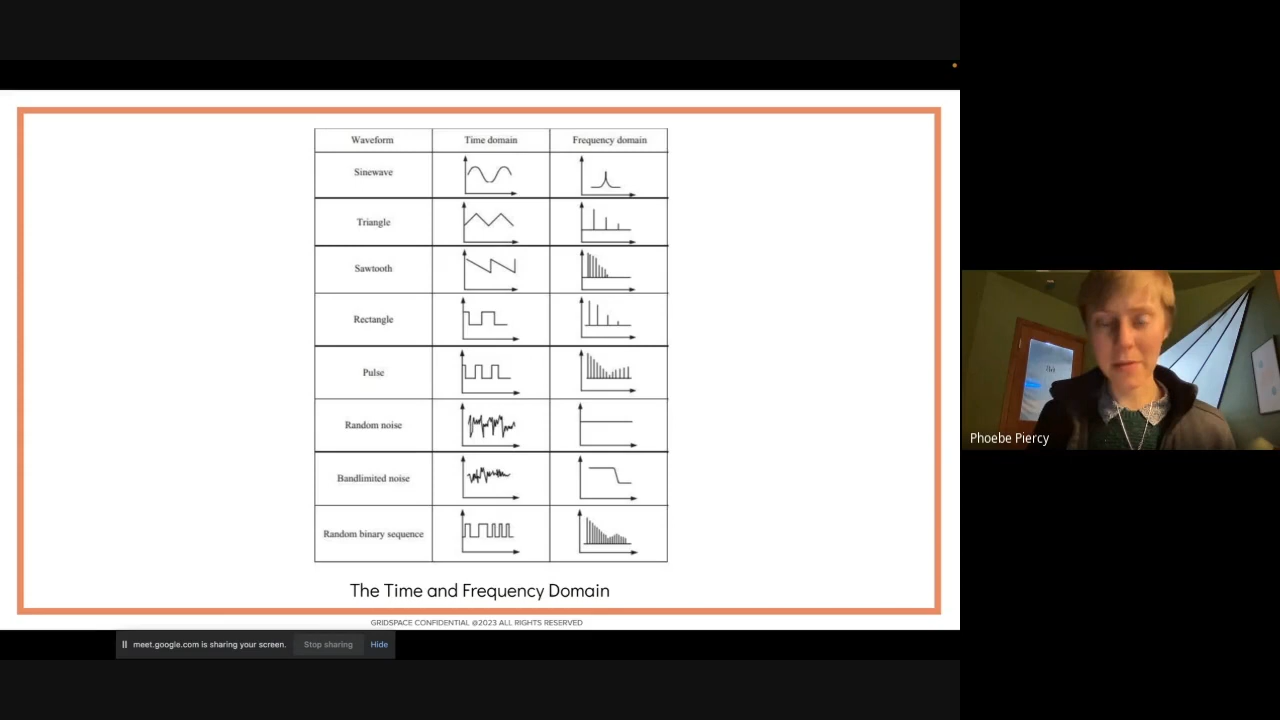 Waveform Time domain Frequency domain
Sinewave
Triangle
Sawtooth
Rectangle
Pulse
Random noise
Bandlimited noise
Random binary sequence
The Time and Frequency Domain
GRIDSPACE CONFIDENTIAL @2023 ALL RIGHTS RESERVED
meet.google.com is sharing your screen. Stop sharing Hide
Phoebe Piercy